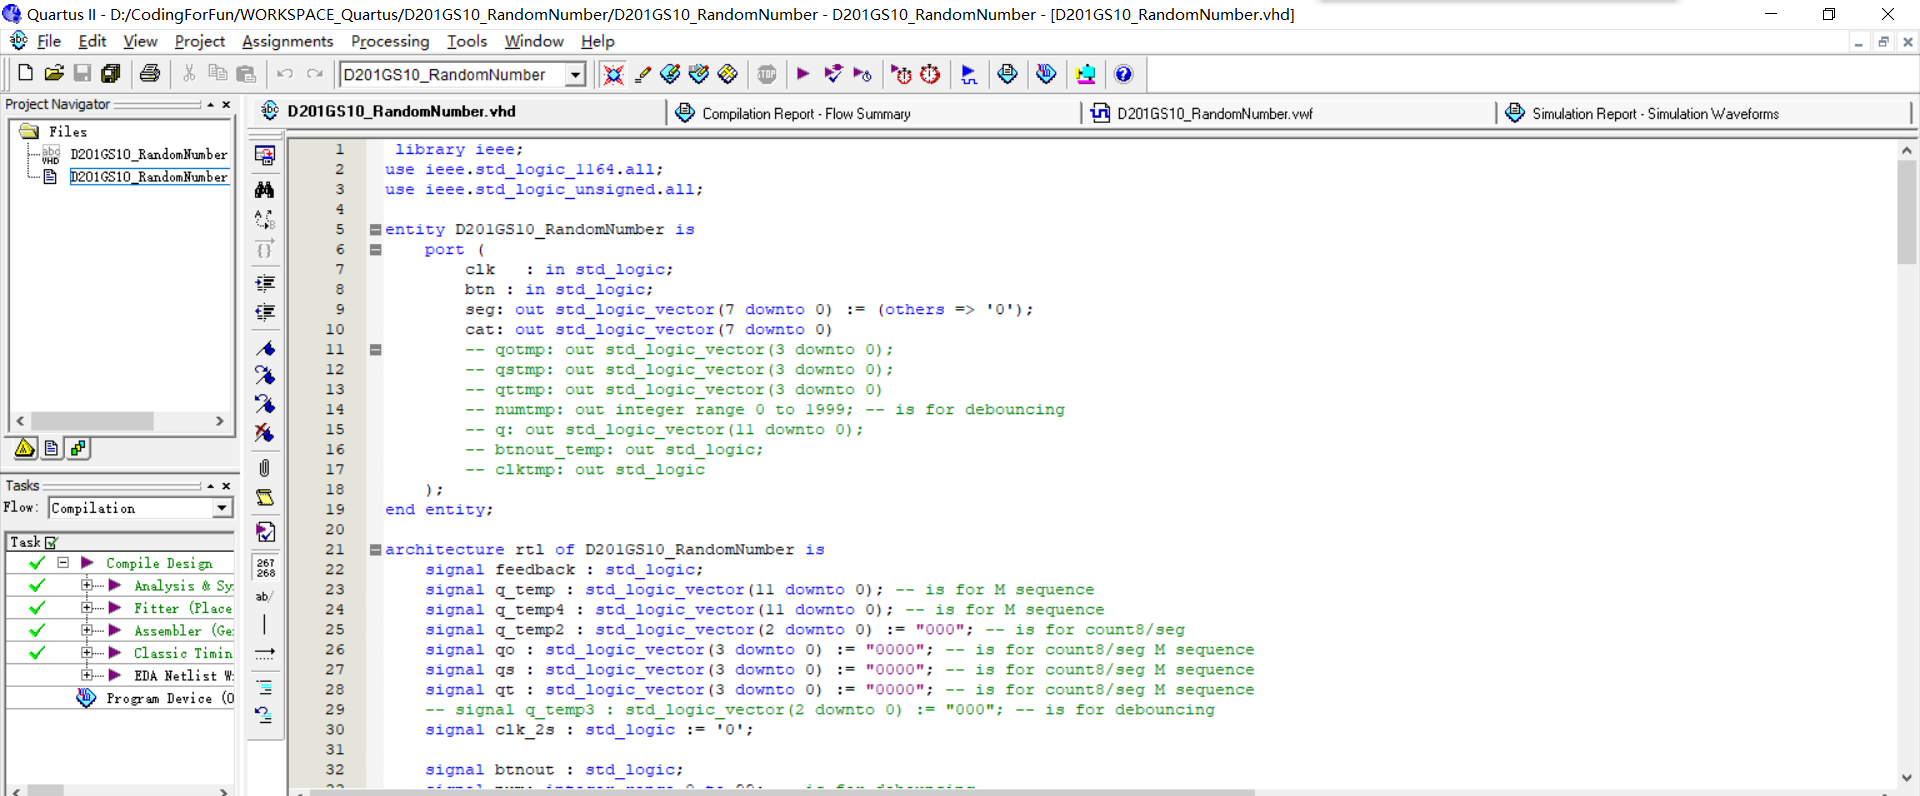 Quartus II - D:/CodingForFun/WORKSPACE_Quartus/D201GS10_RandomNumber/D201GS10_RandomNumber - D201GS10_RandomNumber - [D201GS10_RandomNumber.vhd]
File Edit View Project Assignments Processing Tools Window Help
D201GS10_RandomNumber
Project Navigator
Files
D201GS10_RandomNumber
D201GS10_RandomNumber
Tasks
Flow: Compilation
Task
Compile Design
Analysis & Sy
Fitter (Place
Assembler (Ge
Classic Timin
EDA Netlist W
Program Device (O
D201GS10_RandomNumber.vhd
Compilation Report - Flow Summary
D201GS10_RandomNumber.vwf
Simulation Report - Simulation Waveforms
267
268
ab/
1 library ieee;
2 use ieee.std_logic_1164.all;
3 use ieee.std_logic_unsigned.all;
4
5 entity D201GS10_RandomNumber is
6 port (
7 clk : in std_logic;
8 btn : in std_logic;
9 seg: out std_logic_vector(7 downto 0) := (others => '0');
10 cat: out std_logic_vector(7 downto 0)
11 -- qotmp: out std_logic_vector(3 downto 0);
12 -- qstmp: out std_logic_vector(3 downto 0);
13 -- qttmp: out std_logic_vector(3 downto 0)
14 -- numtmp: out integer range 0 to 1999; -- is for debouncing
15 -- q: out std_logic_vector(11 downto 0);
16 -- btnout_temp: out std_logic;
17 -- clktmp: out std_logic
18 );
19 end entity;
20
21 architecture rtl of D201GS10_RandomNumber is
22 signal feedback : std_logic;
23 signal q_temp : std_logic_vector(11 downto 0); -- is for M sequence
24 signal q_temp4 : std_logic_vector(11 downto 0); -- is for M sequence
25 signal q_temp2 : std_logic_vector(2 downto 0) := "000"; -- is for count8/seg
26 signal qo : std_logic_vector(3 downto 0) := "0000"; -- is for count8/seg M sequence
27 signal qs : std_logic_vector(3 downto 0) := "0000"; -- is for count8/seg M sequence
28 signal qt : std_logic_vector(3 downto 0) := "0000"; -- is for count8/seg M sequence
29 -- signal q_temp3 : std_logic_vector(2 downto 0) := "000"; -- is for debouncing
30 signal clk_2s : std_logic := '0';
31
32 signal btnout : std_logic;